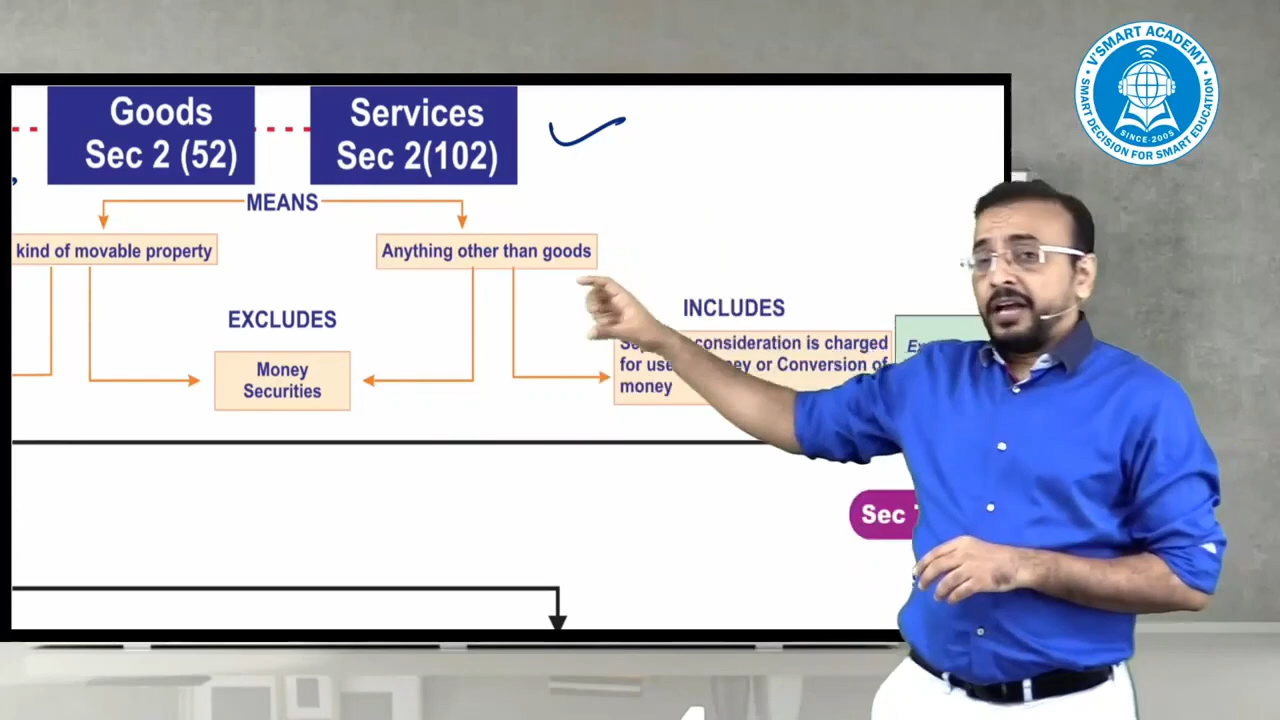 Goods
Sec 2 (52)
Services
Sec 2(102)
MEANS
kind of movable property
Anything other than goods
EXCLUDES
INCLUDES
Money
Securities
consideration is charged
for use or Conversion of
money
Sec
V'SMART ACADEMY
SMART DECISION FOR SMART EDUCATION
SINCE-2005